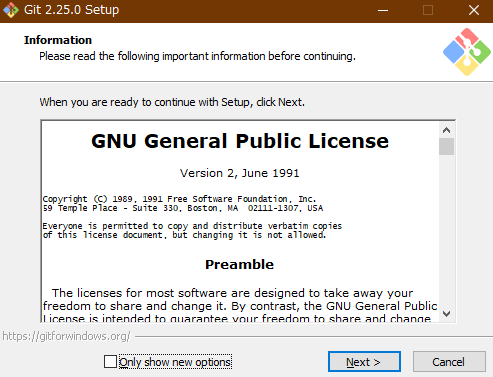 Git 2.25.0 Setup
Information
Please read the following important information before continuing.
When you are ready to continue with Setup, click Next.
GNU General Public License
Version 2, June 1991
Copyright (C) 1989, 1991 Free Software Foundation, Inc.
59 Temple Place - Suite 330, Boston, MA  02111-1307, USA
Everyone is permitted to copy and distribute verbatim copies
of this license document, but changing it is not allowed.
Preamble
The licenses for most software are designed to take away your
freedom to share and change it. By contrast, the GNU General Public
License is intended to guarantee your freedom to share and change
https://gitforwindows.org/
Only show new options
Next >
Cancel